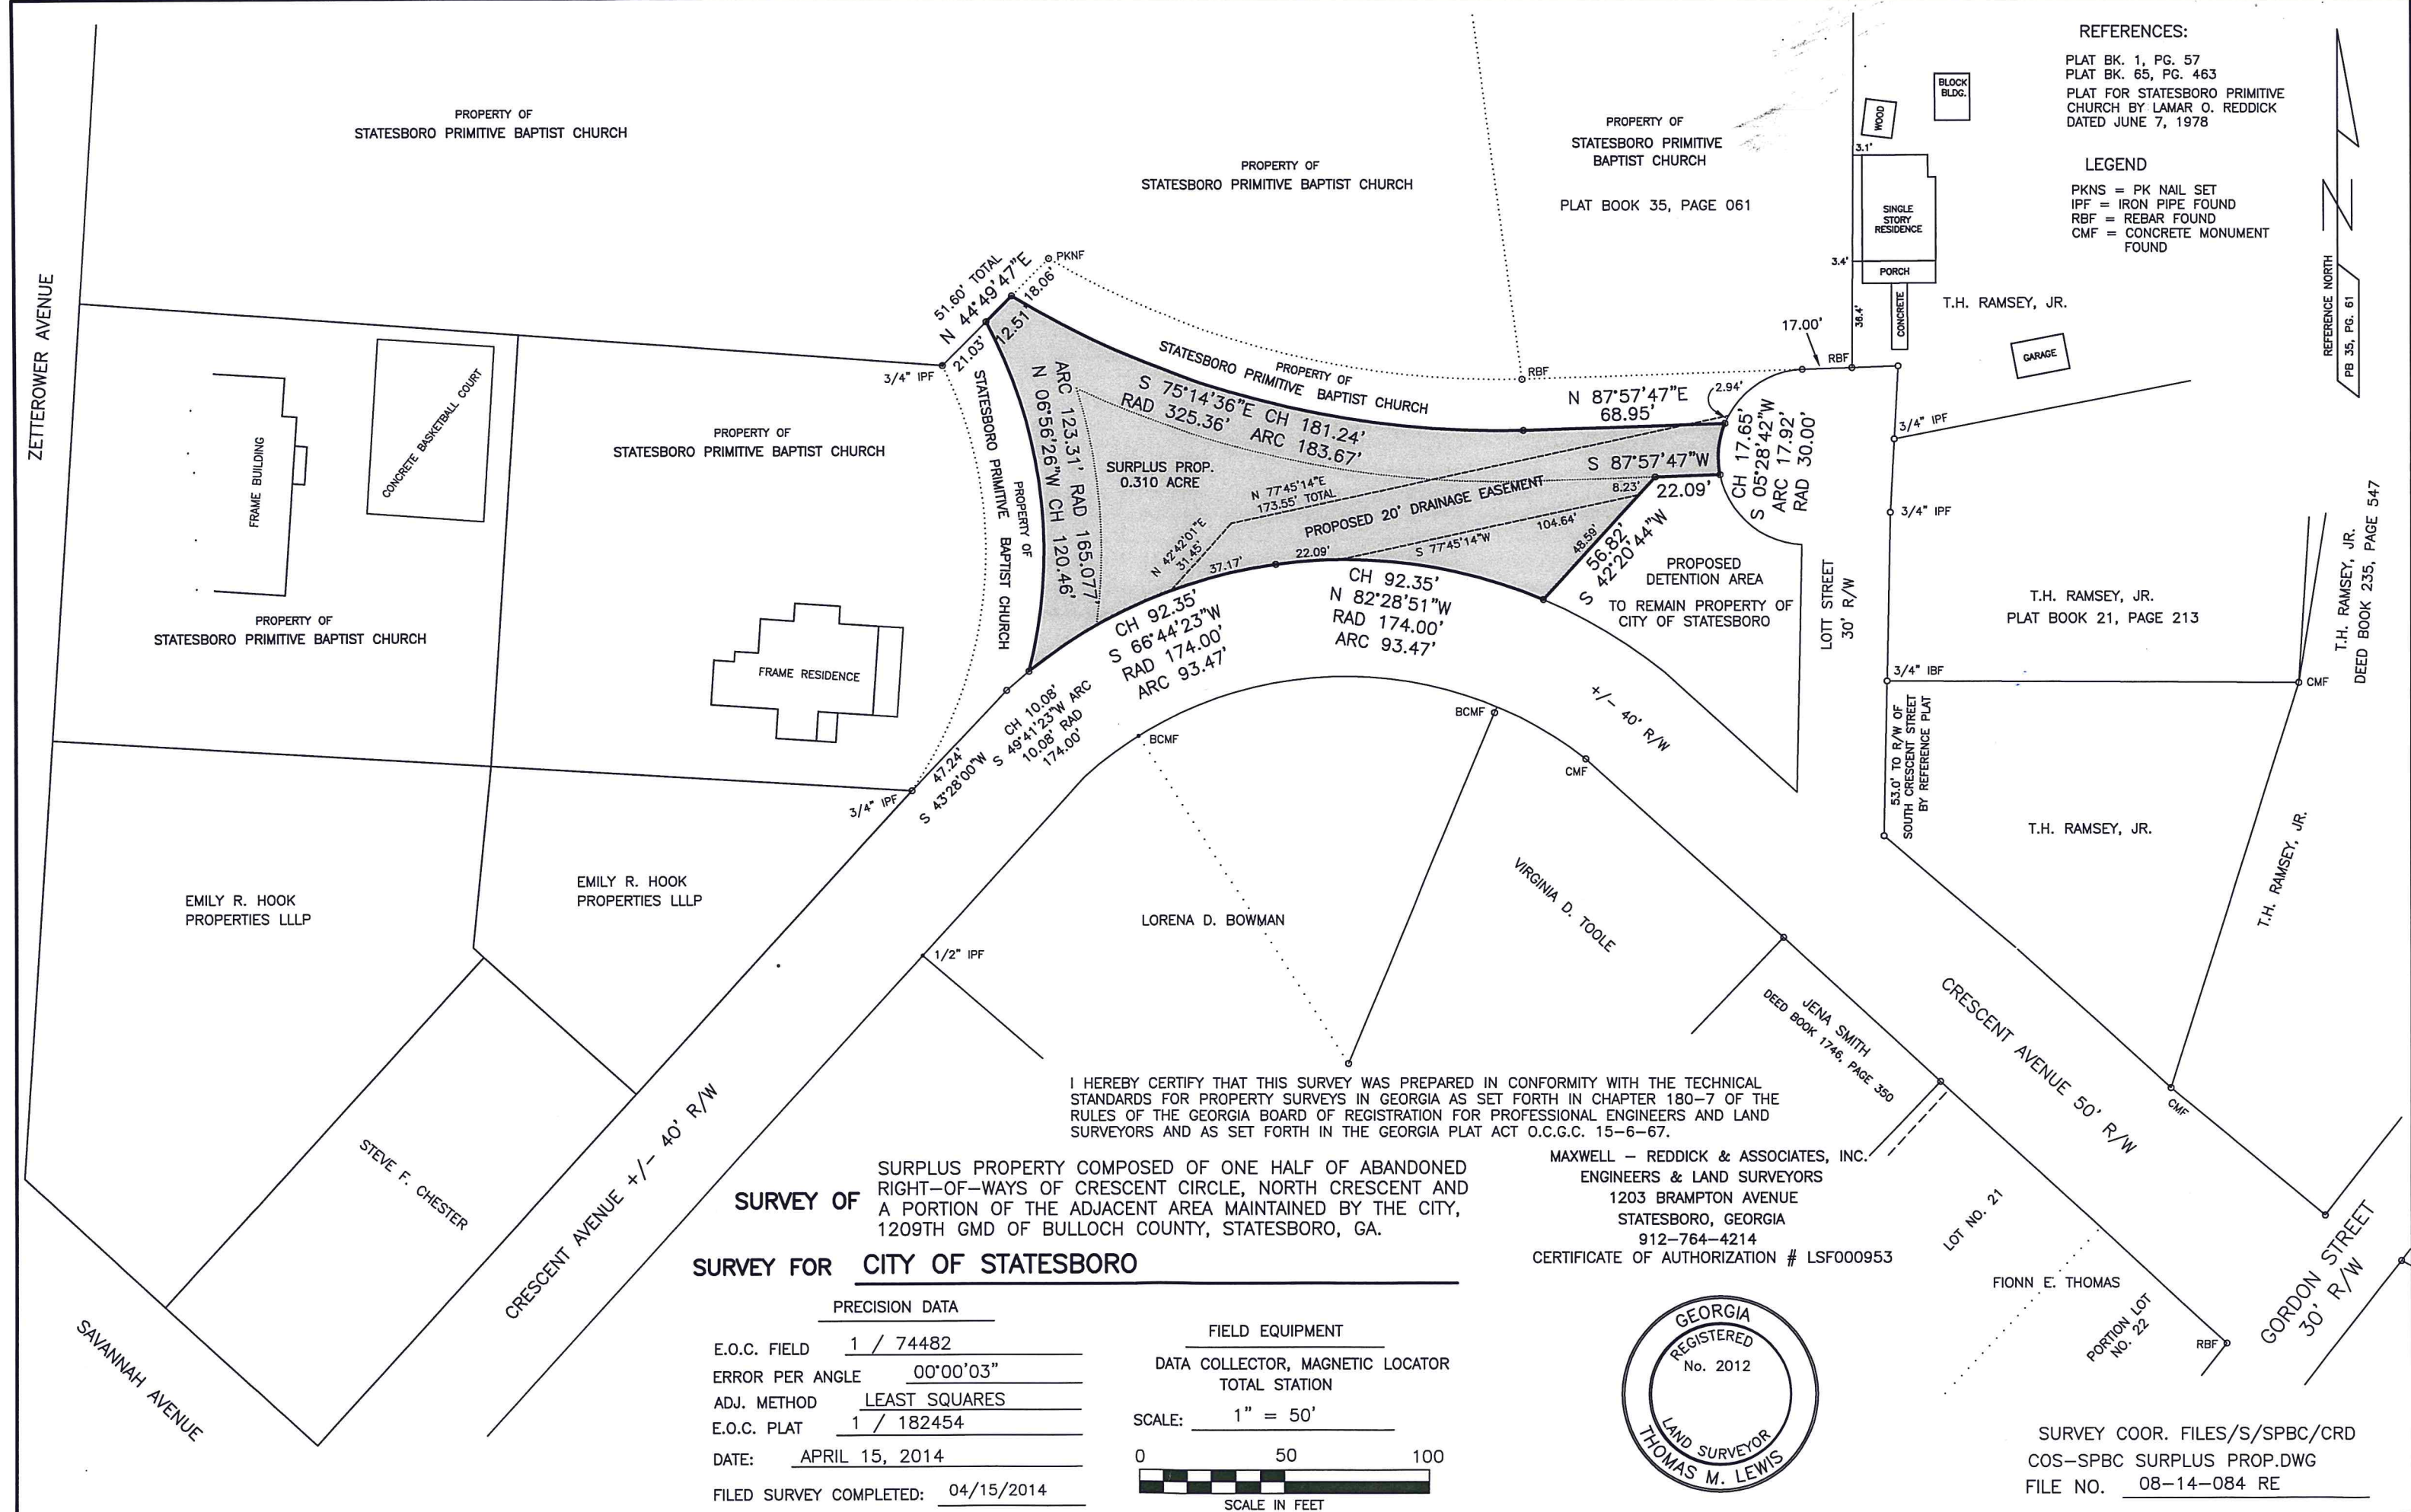 REFERENCES:
PLAT BK. 1, PG. 57
PLAT BK. 65, PG. 463
PLAT FOR STATESBORO PRIMITIVE
CHURCH BY LAMAR O. REDDICK
DATED JUNE 7, 1978
LEGEND
PKNS = PK NAIL SET
IPF = IRON PIPE FOUND
RBF = REBAR FOUND
CMF = CONCRETE MONUMENT
FOUND
REFERENCE NORTH
PB 35, PG. 61
N
PROPERTY OF
STATESBORO PRIMITIVE BAPTIST CHURCH
PROPERTY OF
STATESBORO PRIMITIVE BAPTIST CHURCH
PROPERTY OF
STATESBORO PRIMITIVE
BAPTIST CHURCH
PLAT BOOK 35, PAGE 061
BLOCK
BLDG.
WOOD
3.1'
SINGLE
STORY
RESIDENCE
3.4'
PORCH
CONCRETE
36.4'
T.H. RAMSEY, JR.
GARAGE
17.00'
RBF
ZETTEROWER AVENUE
FRAME BUILDING
CONCRETE BASKETBALL COURT
PROPERTY OF
STATESBORO PRIMITIVE BAPTIST CHURCH
PROPERTY OF
STATESBORO PRIMITIVE BAPTIST CHURCH
FRAME RESIDENCE
3/4" IPF
51.60' TOTAL
N 44°49'47"E
PKNF
18.06'
12.51'
21.03'
PROPERTY OF
STATESBORO PRIMITIVE BAPTIST CHURCH
ARC 123.31' RAD 165.077'
N 06°56'26"W CH 120.46'
PROPERTY OF
STATESBORO PRIMITIVE BAPTIST CHURCH
S 75°14'36"E CH 181.24'
RAD 325.36' ARC 183.67'
RBF
N 87°57'47"E
68.95'
2.94'
CH 17.65'
S 05°28'42"W
ARC 17.92'
RAD 30.00'
SURPLUS PROP.
0.310 ACRE
N 77°45'14"E
173.55' TOTAL
PROPOSED 20' DRAINAGE EASEMENT
S 87°57'47"W
8.23'
22.09'
104.64'
S 77°45'14"W
48.59'
56.82'
S 42°20'44"W
N 42°42'01"E
31.45'
37.17'
22.09'
CH 92.35'
S 66°44'23"W
RAD 174.00'
ARC 93.47'
CH 92.35'
N 82°28'51"W
RAD 174.00'
ARC 93.47'
PROPOSED
DETENTION AREA
TO REMAIN PROPERTY OF
CITY OF STATESBORO
LOTT STREET
30' R/W
3/4" IPF
3/4" IPF
3/4" IBF
T.H. RAMSEY, JR.
PLAT BOOK 21, PAGE 213
T.H. RAMSEY, JR.
DEED BOOK 235, PAGE 547
CMF
53.0' TO R/W OF
SOUTH CRESCENT STREET
BY REFERENCE PLAT
T.H. RAMSEY, JR.
T.H. RAMSEY, JR.
CH 10.08'
S 49°41'23"W ARC
10.08' RAD
174.00'
47.24'
S 43°28'00"W
3/4" IPF
BCMF
BCMF
CMF
+/- 40' R/W
EMILY R. HOOK
PROPERTIES LLLP
EMILY R. HOOK
PROPERTIES LLLP
1/2" IPF
LORENA D. BOWMAN
VIRGINIA D. TOOLE
JENA SMITH
DEED BOOK 1746, PAGE 350
CRESCENT AVENUE 50' R/W
CMF
STEVE F. CHESTER
CRESCENT AVENUE +/- 40' R/W
SAVANNAH AVENUE
I HEREBY CERTIFY THAT THIS SURVEY WAS PREPARED IN CONFORMITY WITH THE TECHNICAL
STANDARDS FOR PROPERTY SURVEYS IN GEORGIA AS SET FORTH IN CHAPTER 180-7 OF THE
RULES OF THE GEORGIA BOARD OF REGISTRATION FOR PROFESSIONAL ENGINEERS AND LAND
SURVEYORS AND AS SET FORTH IN THE GEORGIA PLAT ACT O.C.G.C. 15-6-67.
MAXWELL - REDDICK & ASSOCIATES, INC.
ENGINEERS & LAND SURVEYORS
1203 BRAMPTON AVENUE
STATESBORO, GEORGIA
912-764-4214
CERTIFICATE OF AUTHORIZATION # LSF000953
SURVEY OF
SURPLUS PROPERTY COMPOSED OF ONE HALF OF ABANDONED
RIGHT-OF-WAYS OF CRESCENT CIRCLE, NORTH CRESCENT AND
A PORTION OF THE ADJACENT AREA MAINTAINED BY THE CITY,
1209TH GMD OF BULLOCH COUNTY, STATESBORO, GA.
SURVEY FOR CITY OF STATESBORO
PRECISION DATA
E.O.C. FIELD 1 / 74482
ERROR PER ANGLE 00°00'03"
ADJ. METHOD LEAST SQUARES
E.O.C. PLAT 1 / 182454
DATE: APRIL 15, 2014
FILED SURVEY COMPLETED: 04/15/2014
FIELD EQUIPMENT
DATA COLLECTOR, MAGNETIC LOCATOR
TOTAL STATION
SCALE: 1" = 50'
0 50 100
SCALE IN FEET
GEORGIA
REGISTERED
No. 2012
LAND SURVEYOR
THOMAS M. LEWIS
LOT NO. 21
FIONN E. THOMAS
PORTION LOT
NO. 22
RBF
GORDON STREET
30' R/W
SURVEY COOR. FILES/S/SPBC/CRD
COS-SPBC SURPLUS PROP.DWG
FILE NO. 08-14-084 RE